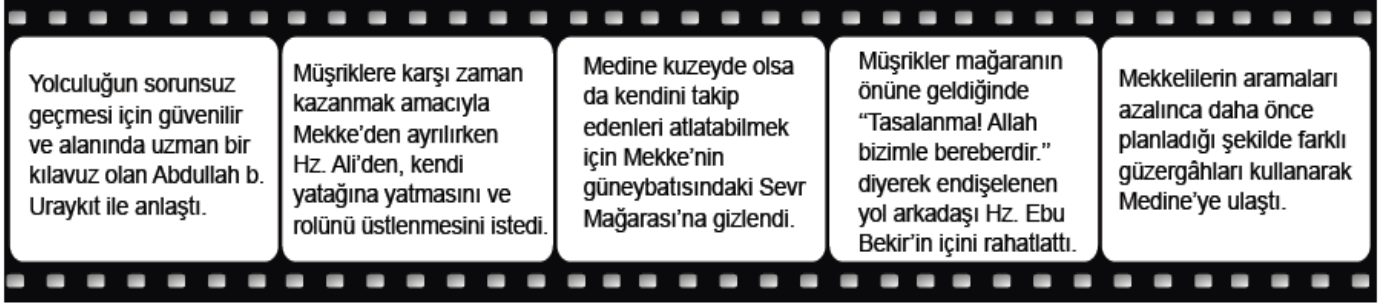 Yolculuğun sorunsuz
geçmesi için güvenilir
ve alanında uzman bir
kılavuz olan Abdullah b.
Uraykıt ile anlaştı.
Müşriklere karşı zaman
kazanmak amacıyla
Mekke’den ayrılırken
Hz. Ali’den, kendi
yatağına yatmasını ve
rolünü üstlenmesini istedi.
Medine kuzeyde olsa
da kendini takip
edenleri atlatabilmek
için Mekke’nin
güneybatısındaki Sevr
Mağarası’na gizlendi.
Müşrikler mağaranın
önüne geldiğinde
“Tasalanma! Allah
bizimle bereberdir.”
diyerek endişelenen
yol arkadaşı Hz. Ebu
Bekir’in içini rahatlattı.
Mekkelilerin aramaları
azalınca daha önce
planladığı şekilde farklı
güzergâhları kullanarak
Medine’ye ulaştı.